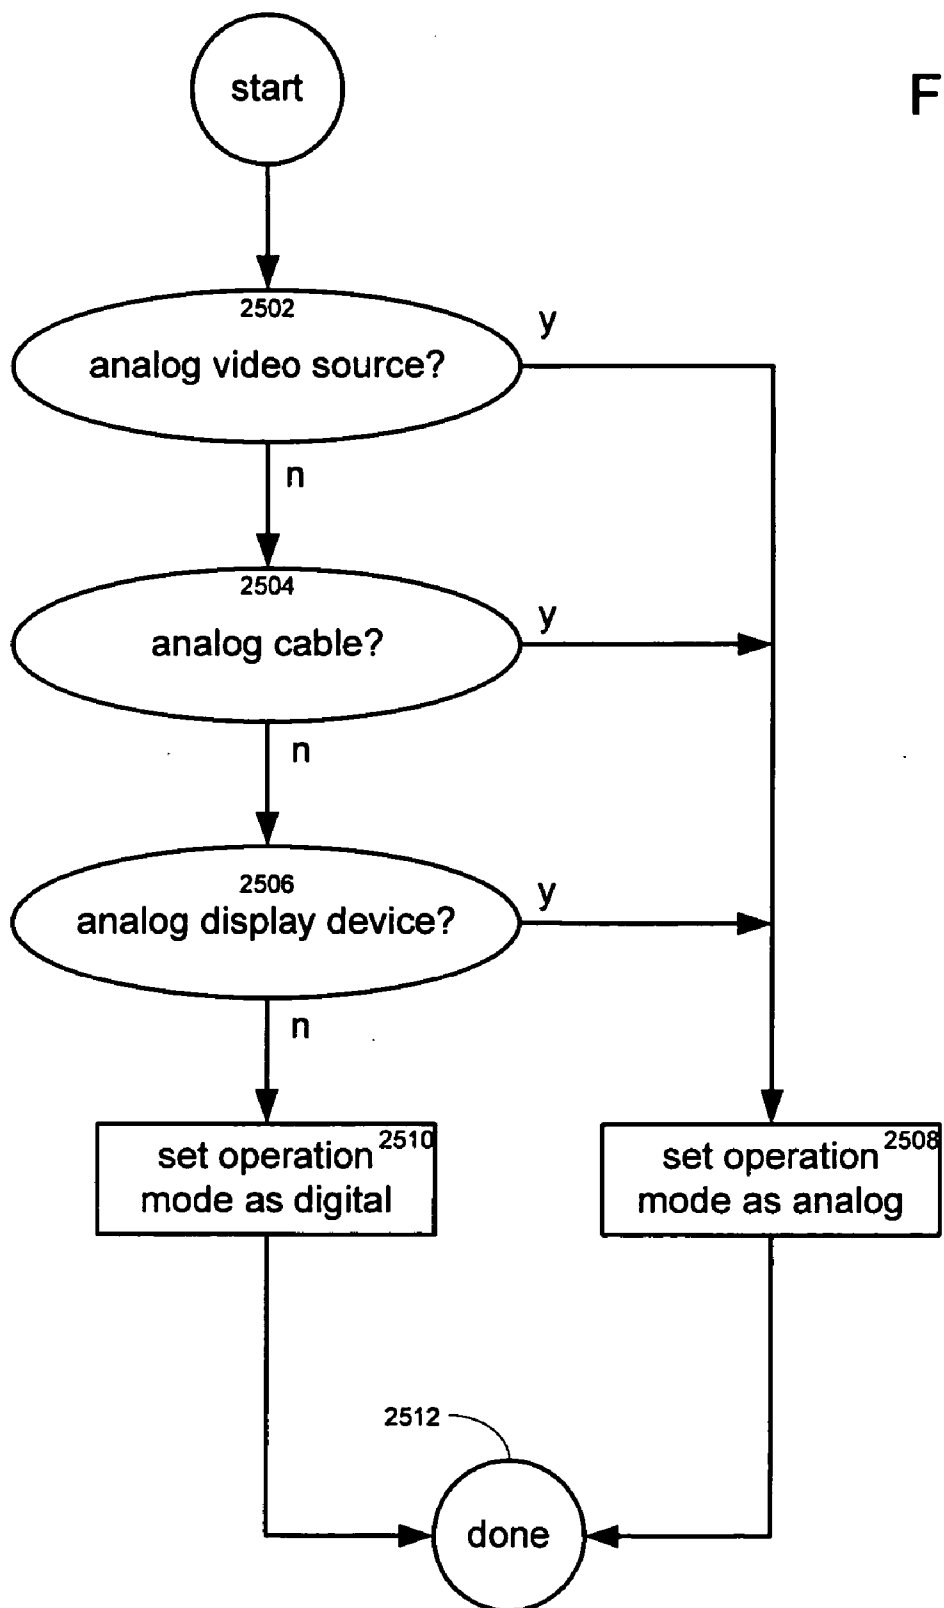 start
F
2502
analog video source?
y
n
2504
analog cable?
y
n
2506
analog display device?
y
n
set operation 2510
mode as digital
set operation 2508
mode as analog
2512
done